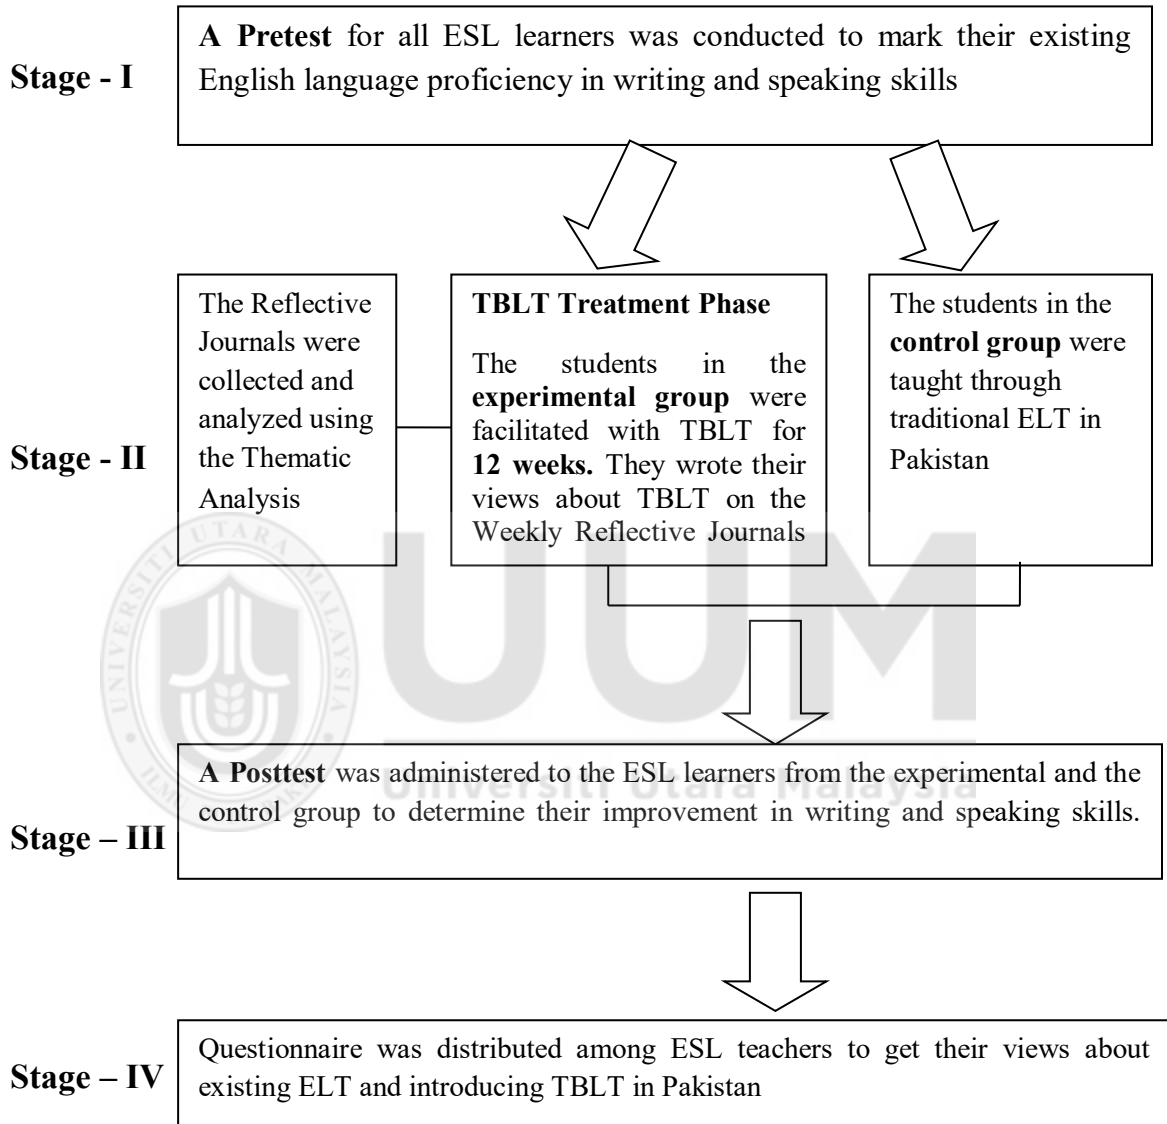 A Pretest for all ESL learners was conducted to mark their existing
English language proficiency in writing and speaking skills
Stage - I
The Reflective
Journals were
collected and
analyzed using
the Thematic
Analysis
TBLT Treatment Phase
The students in the
experimental group were
facilitated with TBLT for
12 weeks. They wrote their
views about TBLT on the
Weekly Reflective Journals
The students in the
control group were
taught through
traditional ELT in
Pakistan
Stage - II
UNIVERSITI UTARA MALAYSIA
UUM
Universiti Utara Malaysia
A Posttest was administered to the ESL learners from the experimental and the
control group to determine their improvement in writing and speaking skills.
Stage – III
Questionnaire was distributed among ESL teachers to get their views about
existing ELT and introducing TBLT in Pakistan
Stage – IV